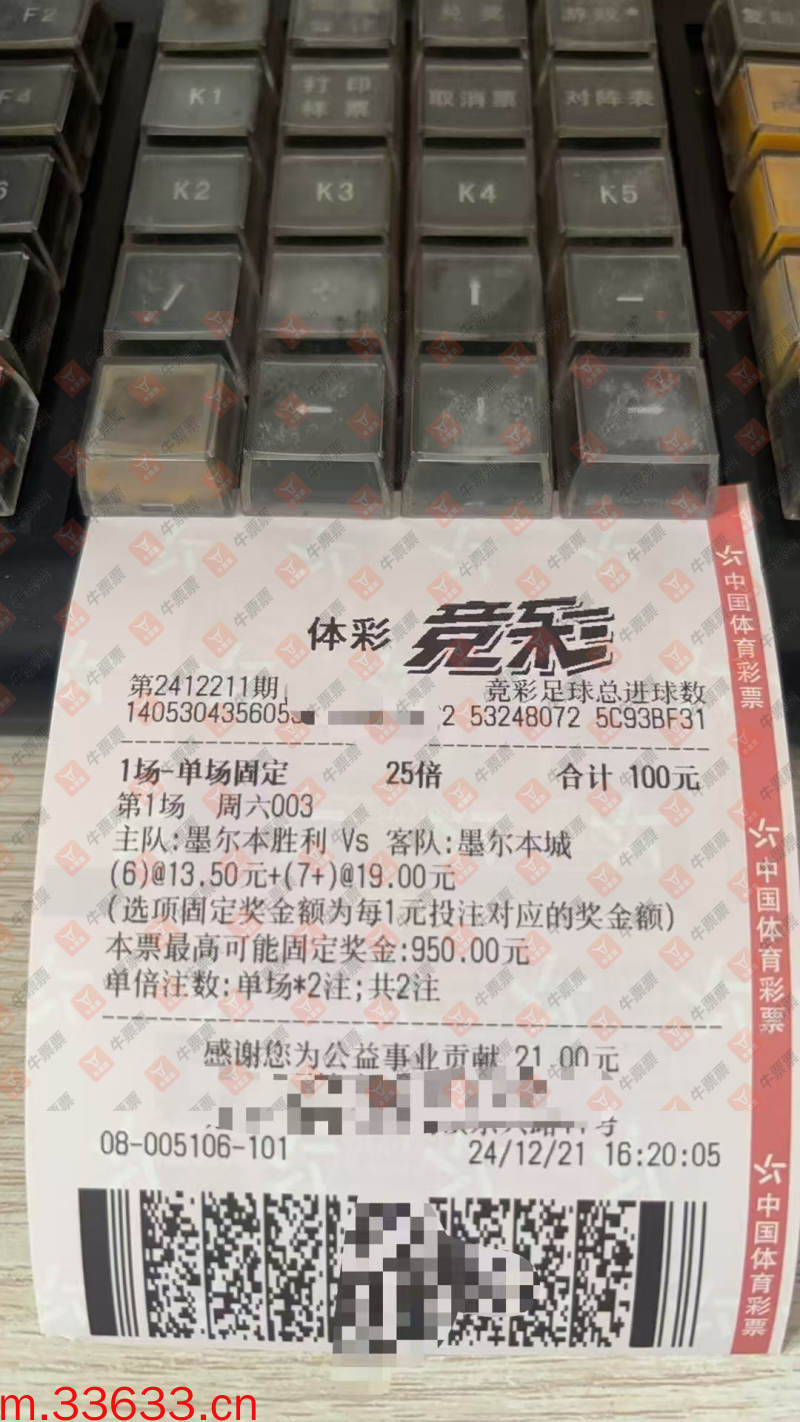 F2
游戏*
复制
F4
K1
打印
样票
取消票
对阵表
K2
K3
K4
K5
体彩 竞彩
第2412211期
竞彩足球总进球数
2 53248072 5C93BF31
1场-单场固定 25倍 合计 100元
第1场 周六003
主队:墨尔本胜利 Vs 客队:墨尔本城
(6)@13.50元+(7+)@19.00元
(选项固定奖金额为每1元投注对应的奖金额)
本票最高可能固定奖金:950.00元
单倍注数:单场*2注;共2注
感谢您为公益事业贡献 21.00元
08-005106-101 24/12/21 16:20:05
中国体育彩票
中国体育彩票
中国体育彩票
牛票票
m.33633.cn